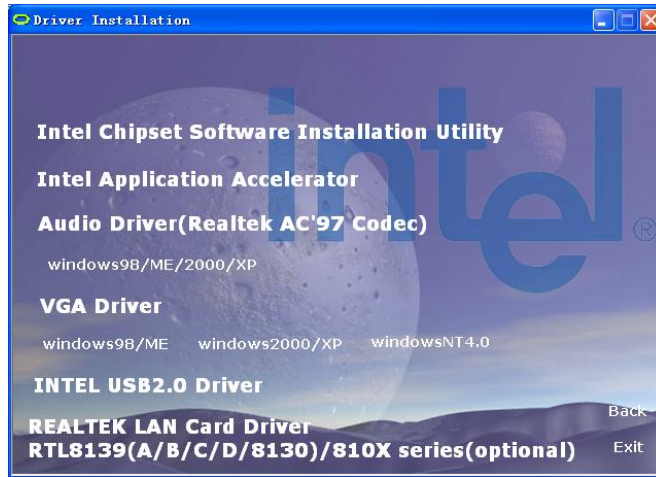 Driver Installation
intel®
Intel Chipset Software Installation Utility
Intel Application Accelerator
Audio Driver(Realtek AC'97 Codec)
windows98/ME/2000/XP
VGA Driver
windows98/ME windows2000/XP windowsNT4.0
INTEL USB2.0 Driver
Back
REALTEK LAN Card Driver
RTL8139(A/B/C/D/8130)/810X series(optional) Exit